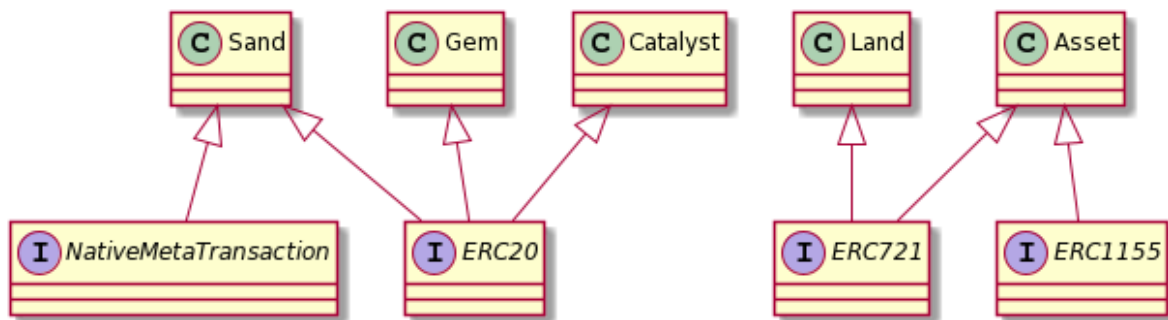 C Sand
C Gem
C Catalyst
C Land
C Asset
I NativeMetaTransaction
I ERC20
I ERC721
I ERC1155